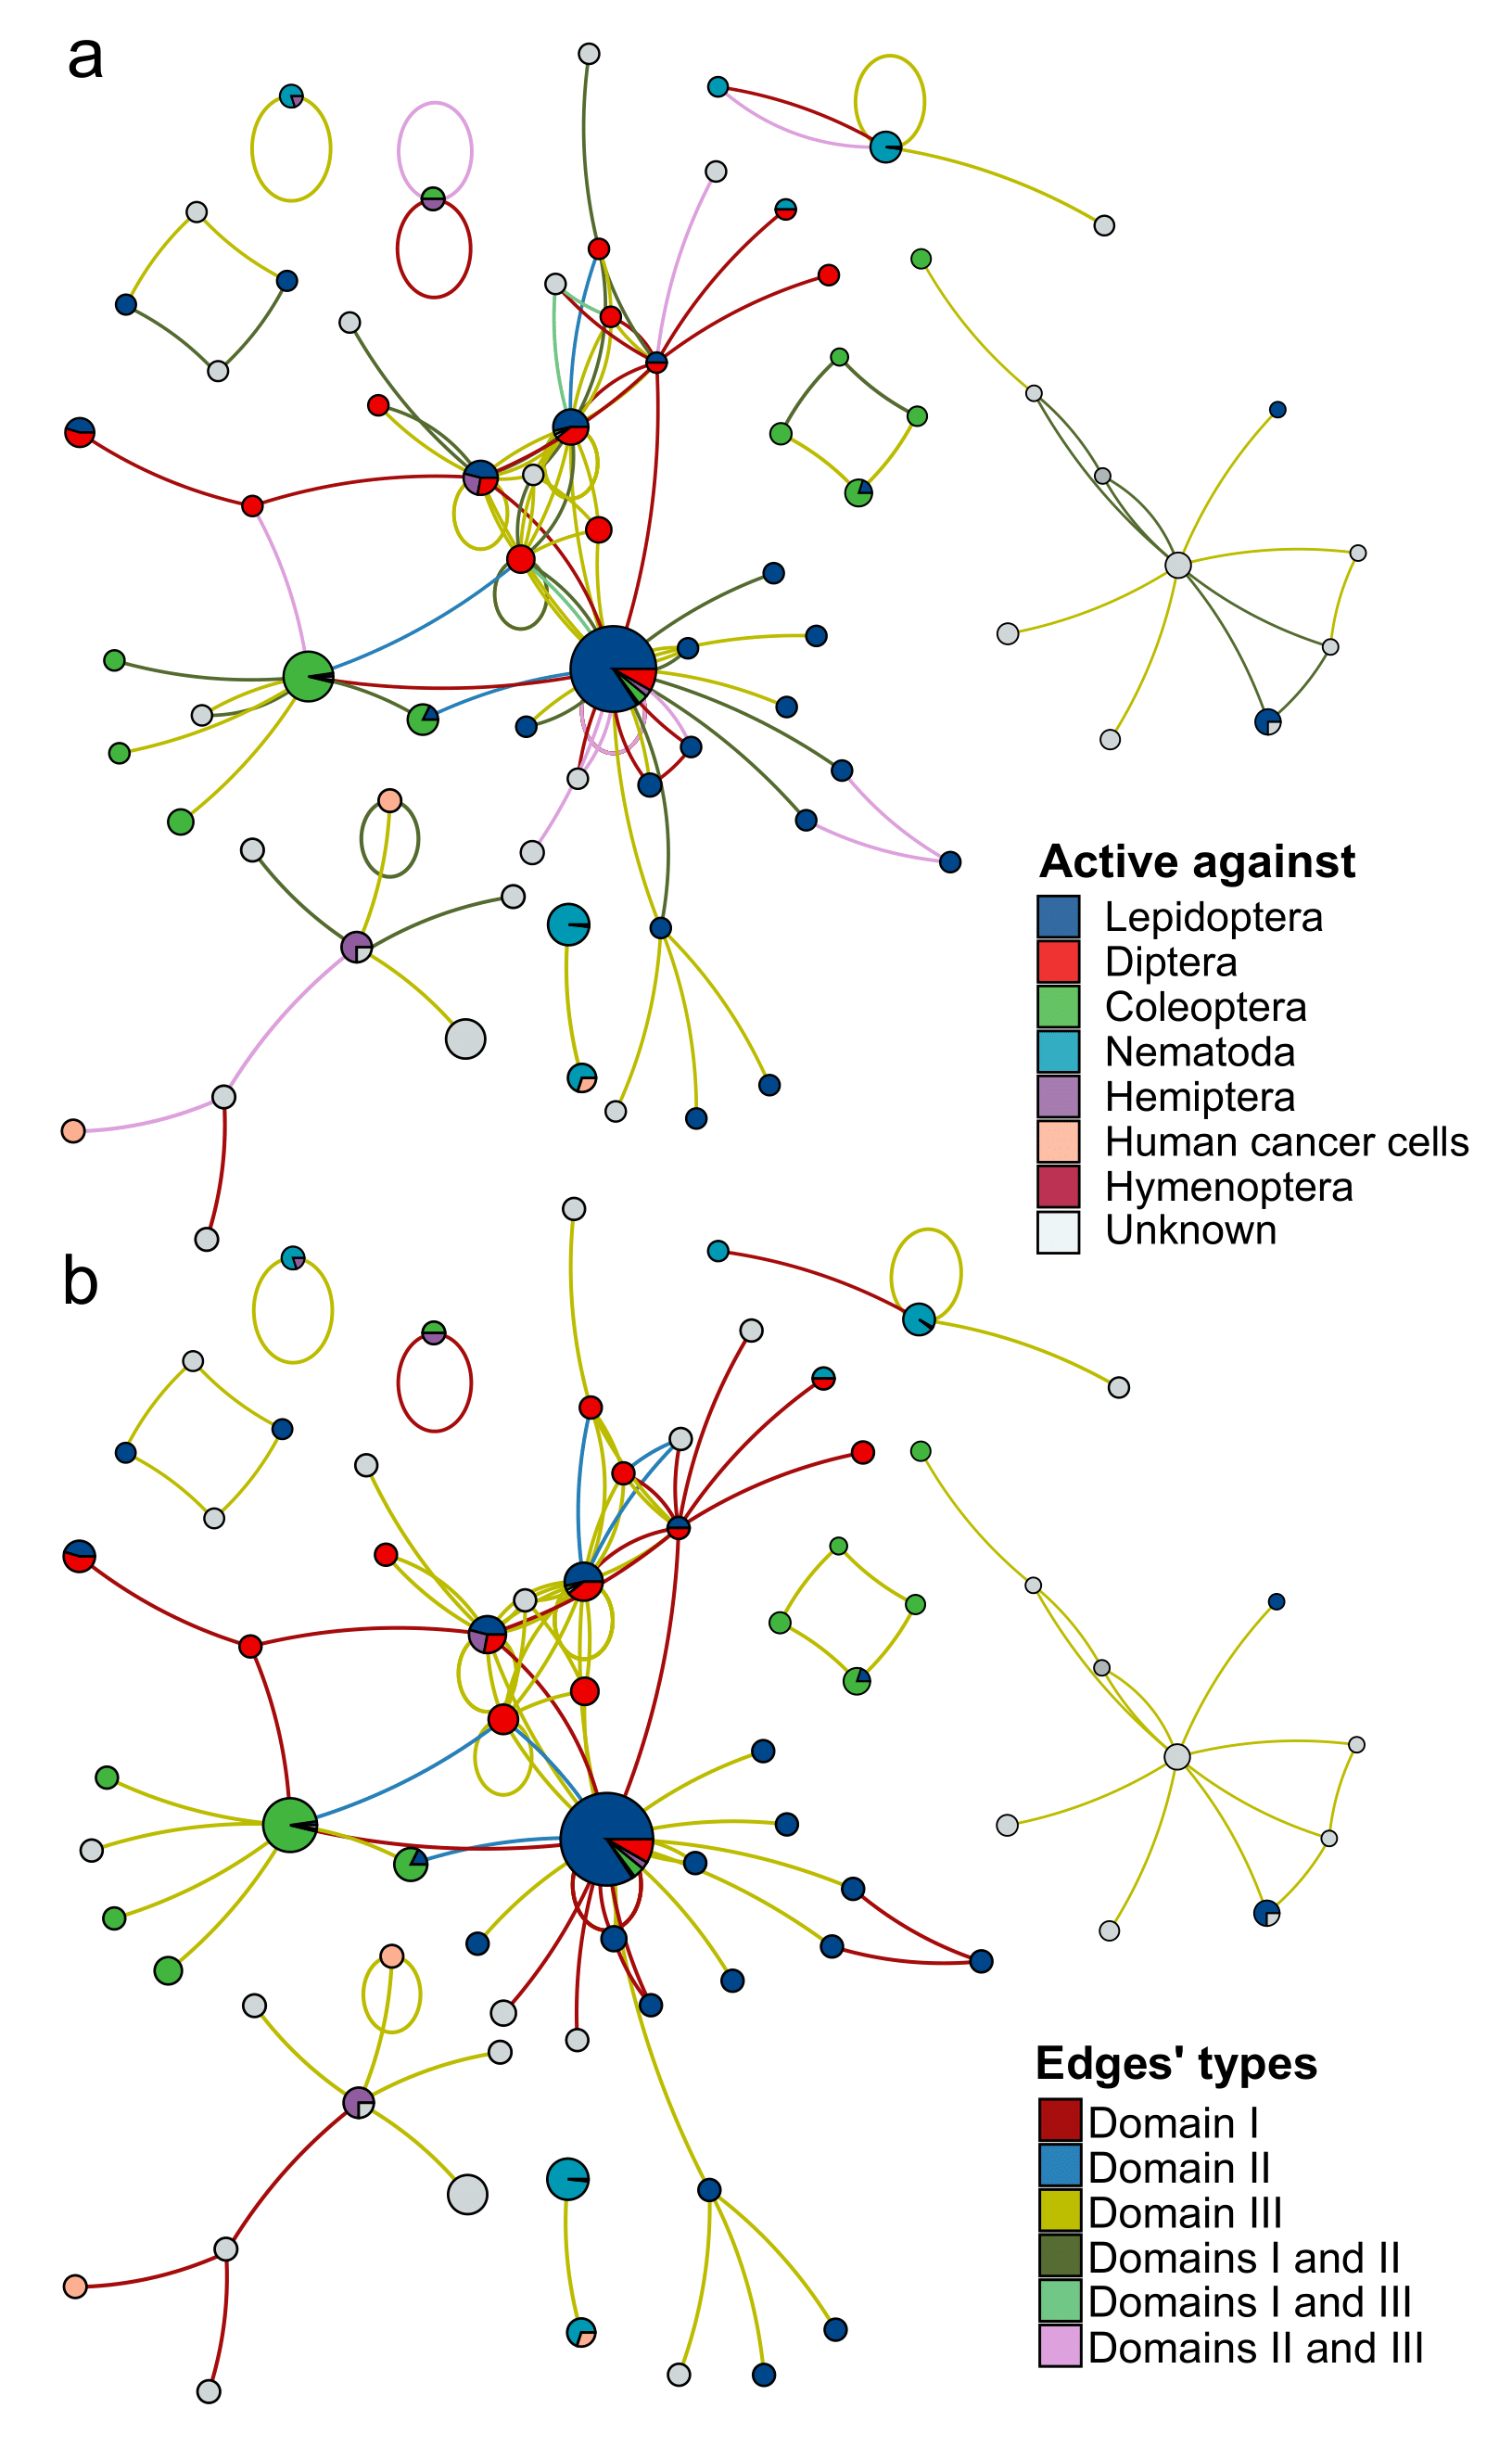 a
Active against
Lepidoptera
Diptera
Coleoptera
Nematoda
Hemiptera
Human cancer cells
Hymenoptera
Unknown
b
Edges' types
Domain I
Domain II
Domain III
Domains I and II
Domains I and III
Domains II and III